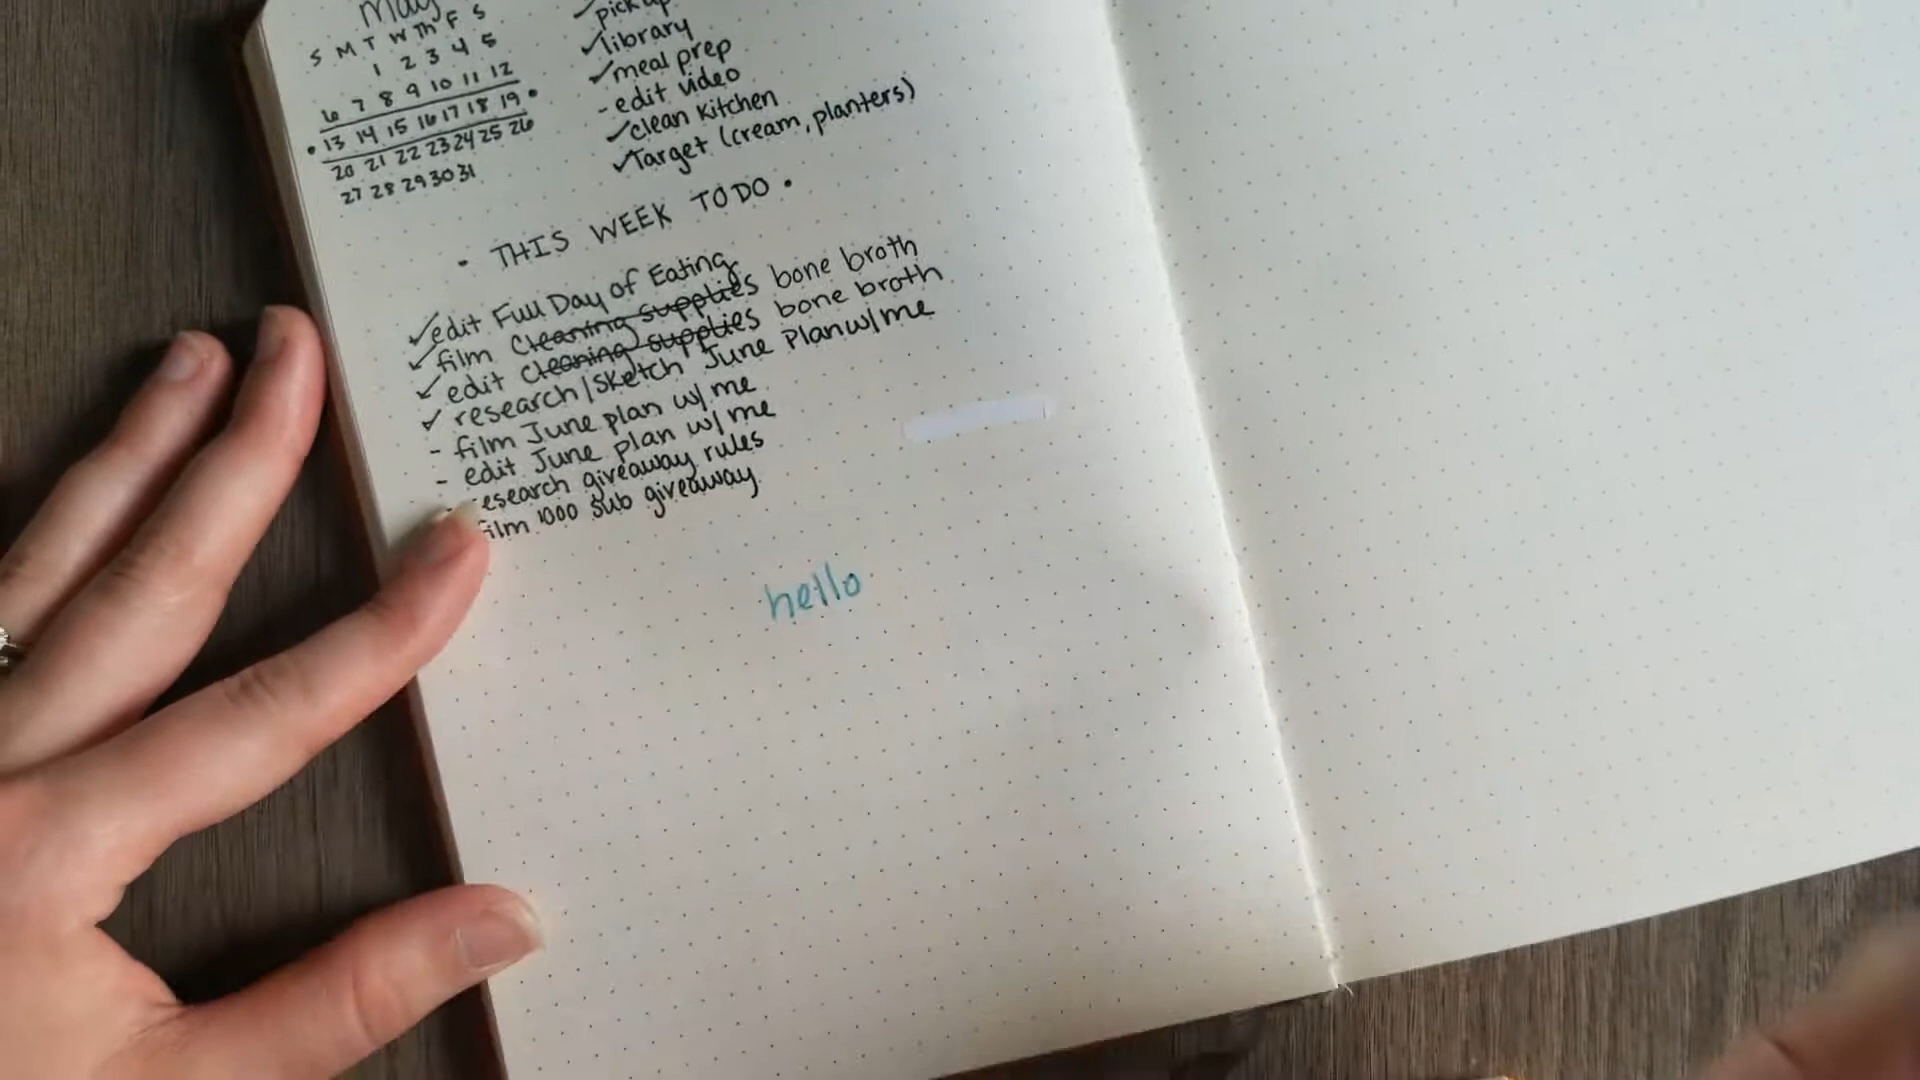 May
S M T W Th F S
1 2 3 4 5
6 7 8 9 10 11 12
13 14 15 16 17 18 19
20 21 22 23 24 25 26
27 28 29 30 31
✓ pick up
✓ library
✓ meal prep
- edit video
✓ clean kitchen
✓ Target (cream, planters)
• THIS WEEK TO DO •
✓ edit Full Day of Eating
✓ film cleaning supplies bone broth
✓ edit cleaning supplies bone broth
✓ research/sketch June plan w/ me
- film June plan w/ me
- edit June plan w/ me
- research giveaway rules
film 1000 sub giveaway
hello